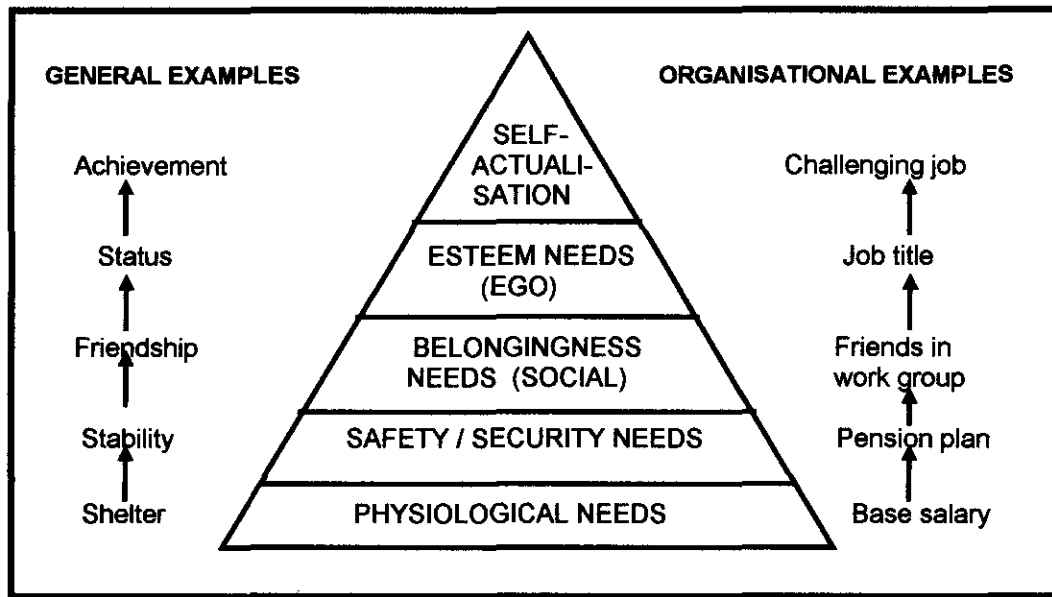 GENERAL EXAMPLES
Achievement
Status
Friendship
Stability
Shelter
SELF-
ACTUALI-
SATION
ESTEEM NEEDS
(EGO)
BELONGINGNESS
NEEDS (SOCIAL)
SAFETY / SECURITY NEEDS
PHYSIOLOGICAL NEEDS
ORGANISATIONAL EXAMPLES
Challenging job
Job title
Friends in
work group
Pension plan
Base salary